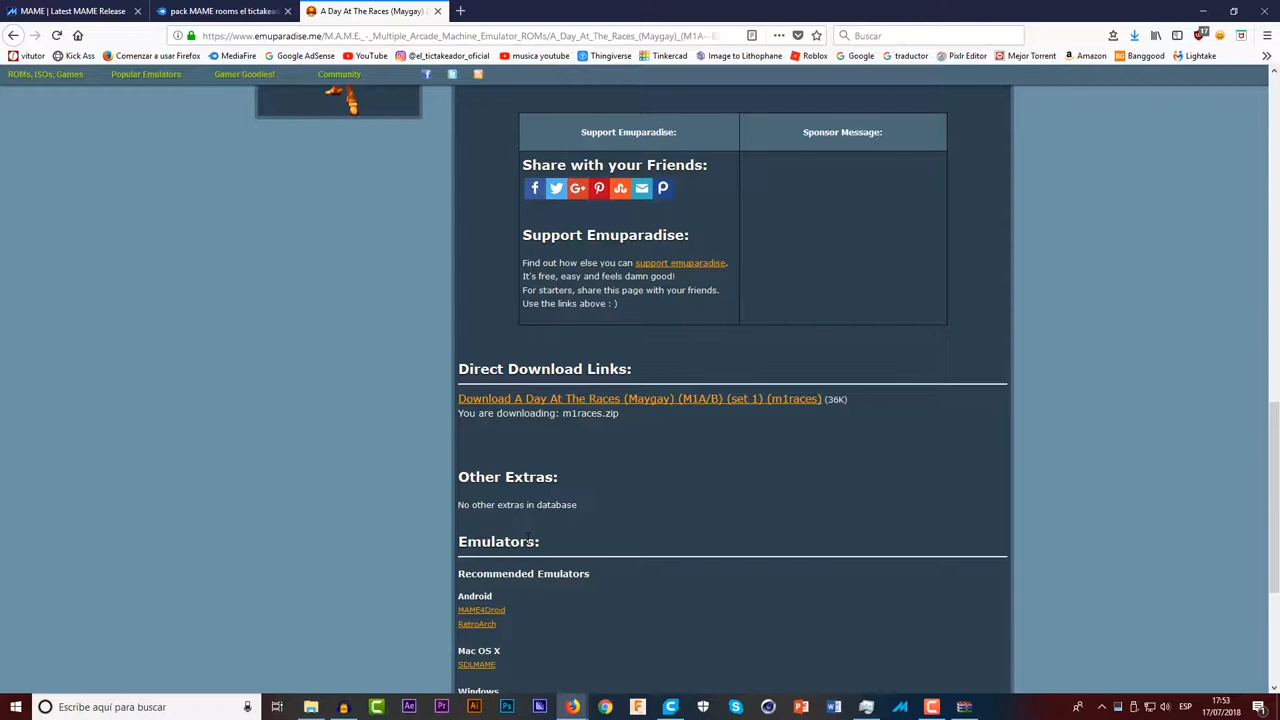 MAME | Latest MAME Release
pack MAME rooms el tictakead
A Day At The Races (Maygay) (
https://www.emuparadise.me/M.A.M.E._-_Multiple_Arcade_Machine_Emulator_ROMs/A_Day_At_The_Races_(Maygay)_(M1A--B
Buscar
17
vitutor
Kick Ass
Comenzar a usar Firefox
MediaFire
Google AdSense
YouTube
@el_tictakeador_oficial
musica youtube
Thingiverse
Tinkercad
Image to Lithophane
Roblox
Google
traductor
Pixlr Editor
Mejor Torrent
Amazon
Banggood
Lightake
ROMs, ISOs, Games
Popular Emulators
Gamer Goodies!
Community
Support Emuparadise:
Sponsor Message:
Share with your Friends:
Support Emuparadise:
Find out how else you can support emuparadise.
It's free, easy and feels damn good!
For starters, share this page with your friends.
Use the links above : )
Direct Download Links:
Download A Day At The Races (Maygay) (M1A/B) (set 1) (m1races) (36K)
You are downloading: m1races.zip
Other Extras:
No other extras in database
Emulators:
Recommended Emulators
Android
MAME4Droid
RetroArch
Mac OS X
SDLMAME
Windows
Escribe aquí para buscar
ESP
17:53
17/07/2018